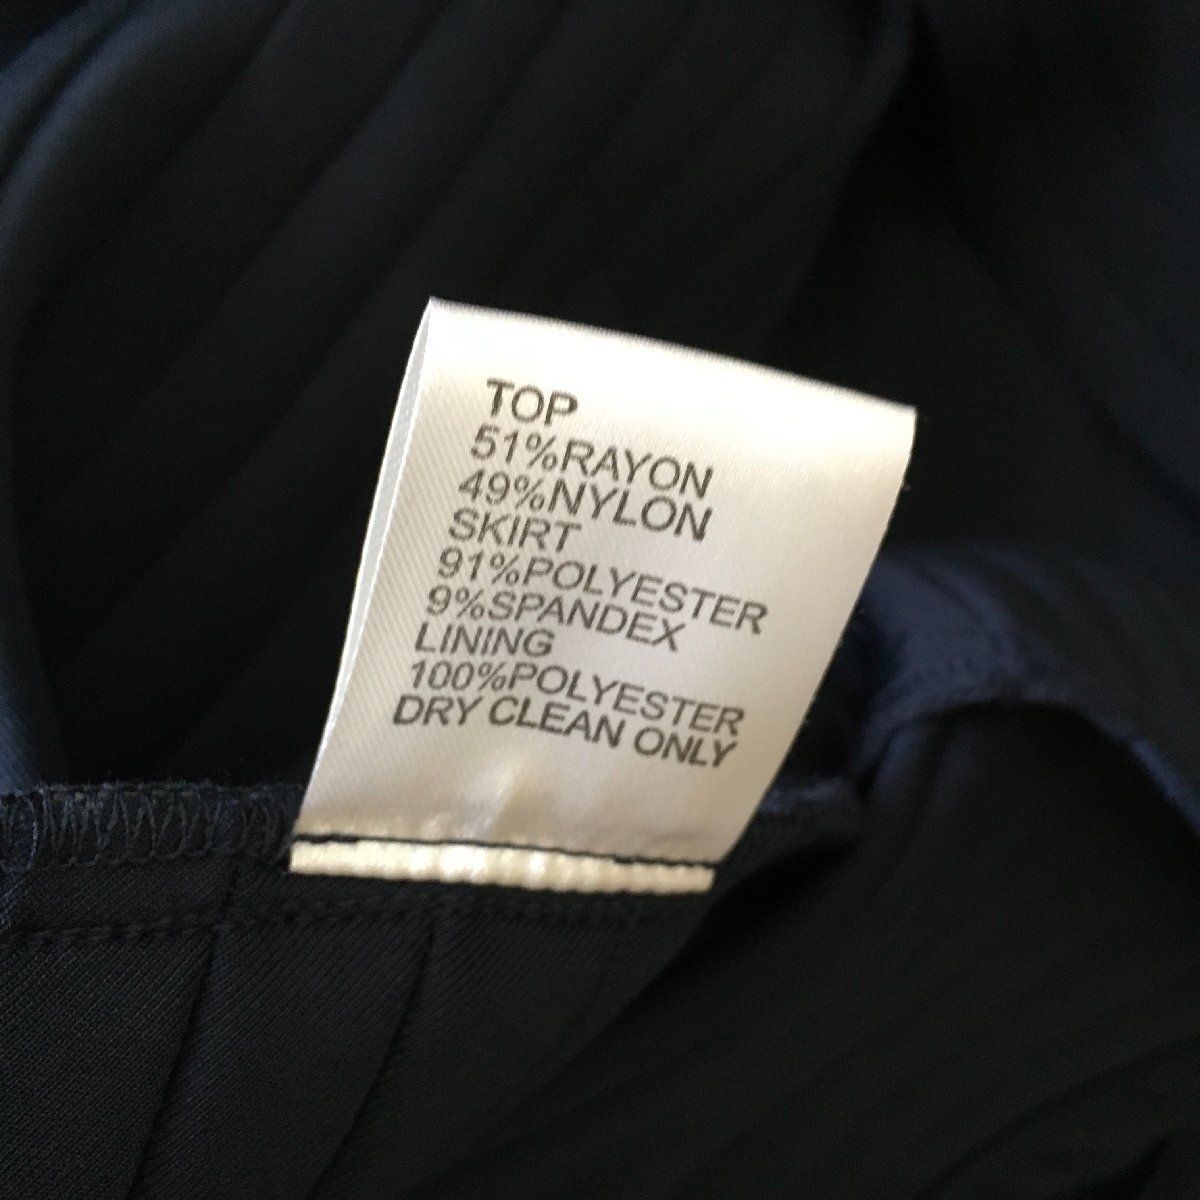 TOP
51%RAYON
49%NYLON
SKIRT
91%POLYESTER
9%SPANDEX
LINING
100%POLYESTER
DRY CLEAN ONLY